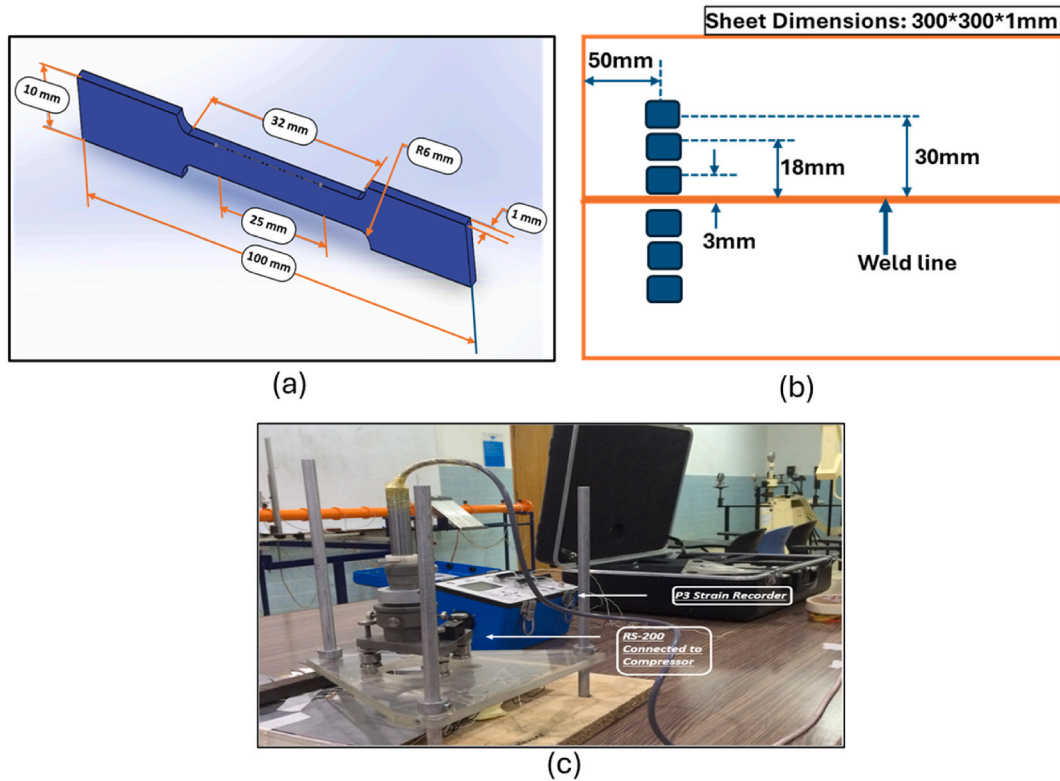 Sheet Dimensions: 300*300*1mm
10 mm
32 mm
R6 mm
1 mm
25 mm
100 mm
(a)
50mm
30mm
18mm
3mm
Weld line
(b)
P3 Strain Recorder
RS-200
Connected to
Compressor
(c)